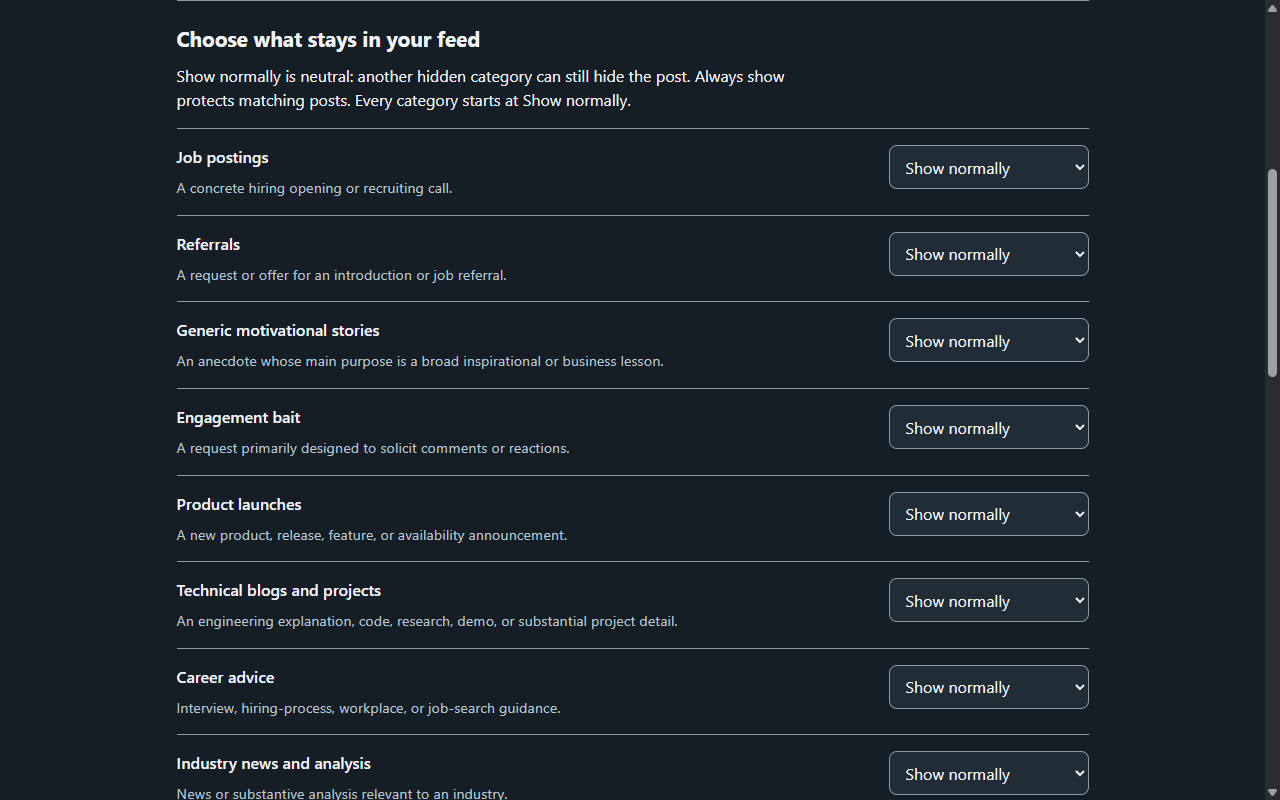 Choose what stays in your feed
Show normally is neutral: another hidden category can still hide the post. Always show
protects matching posts. Every category starts at Show normally.
Job postings
Show normally
A concrete hiring opening or recruiting call.
Referrals
Show normally
A request or offer for an introduction or job referral.
Generic motivational stories
Show normally
An anecdote whose main purpose is a broad inspirational or business lesson.
Engagement bait
Show normally
A request primarily designed to solicit comments or reactions.
Product launches
Show normally
A new product, release, feature, or availability announcement.
Technical blogs and projects
Show normally
An engineering explanation, code, research, demo, or substantial project detail.
Career advice
Show normally
Interview, hiring-process, workplace, or job-search guidance.
Industry news and analysis
Show normally
News or substantive analysis relevant to an industry.